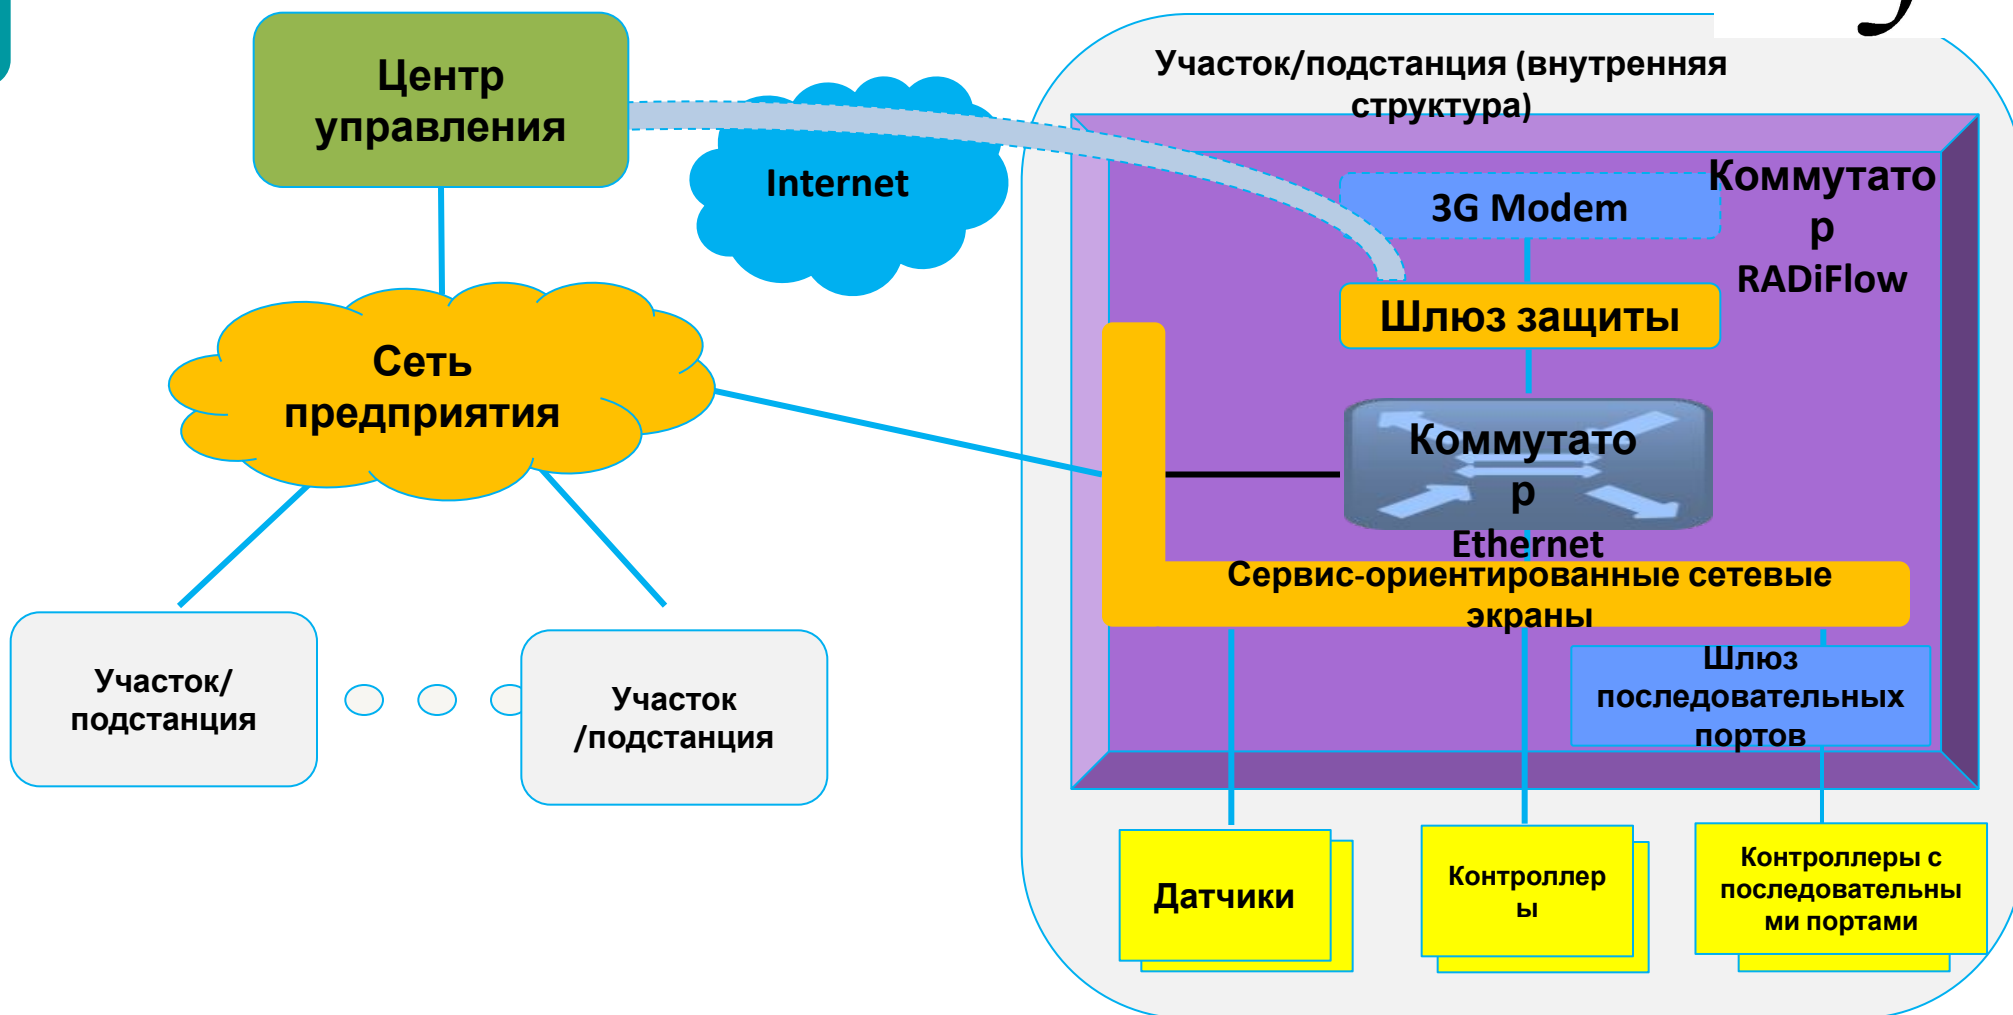 Центр
управления
Internet
Сеть
предприятия
Участок/
подстанция
Участок
/подстанция
Участок/подстанция (внутренняя
структура)
3G Modem
Коммутато
р
RADiFlow
Шлюз защиты
Коммутато
р
Ethernet
Сервис-ориентированные сетевые
экраны
Шлюз
последовательных
портов
Датчики
Контроллер
ы
Контроллеры с
последовательны
ми портами